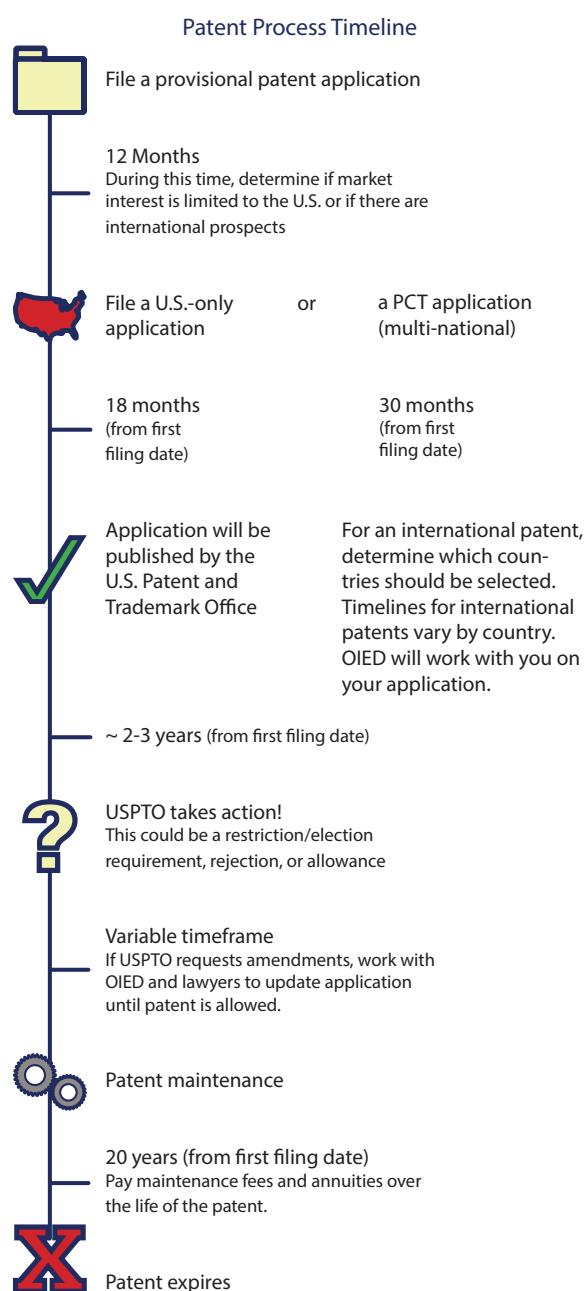 Patent Process Timeline
File a provisional patent application
12 Months
During this time, determine if market
interest is limited to the U.S. or if there are
international prospects
File a U.S.-only
application
or
a PCT application
(multi-national)
18 months
(from first
filing date)
30 months
(from first
filing date)
Application will be
published by the
U.S. Patent and
Trademark Office
For an international patent,
determine which coun-
tries should be selected.
Timelines for international
patents vary by country.
OIED will work with you on
your application.
~ 2-3 years (from first filing date)
USPTO takes action!
This could be a restriction/election
requirement, rejection, or allowance
Variable timeframe
If USPTO requests amendments, work with
OIED and lawyers to update application
until patent is allowed.
Patent maintenance
20 years (from first filing date)
Pay maintenance fees and annuities over
the life of the patent.
Patent expires